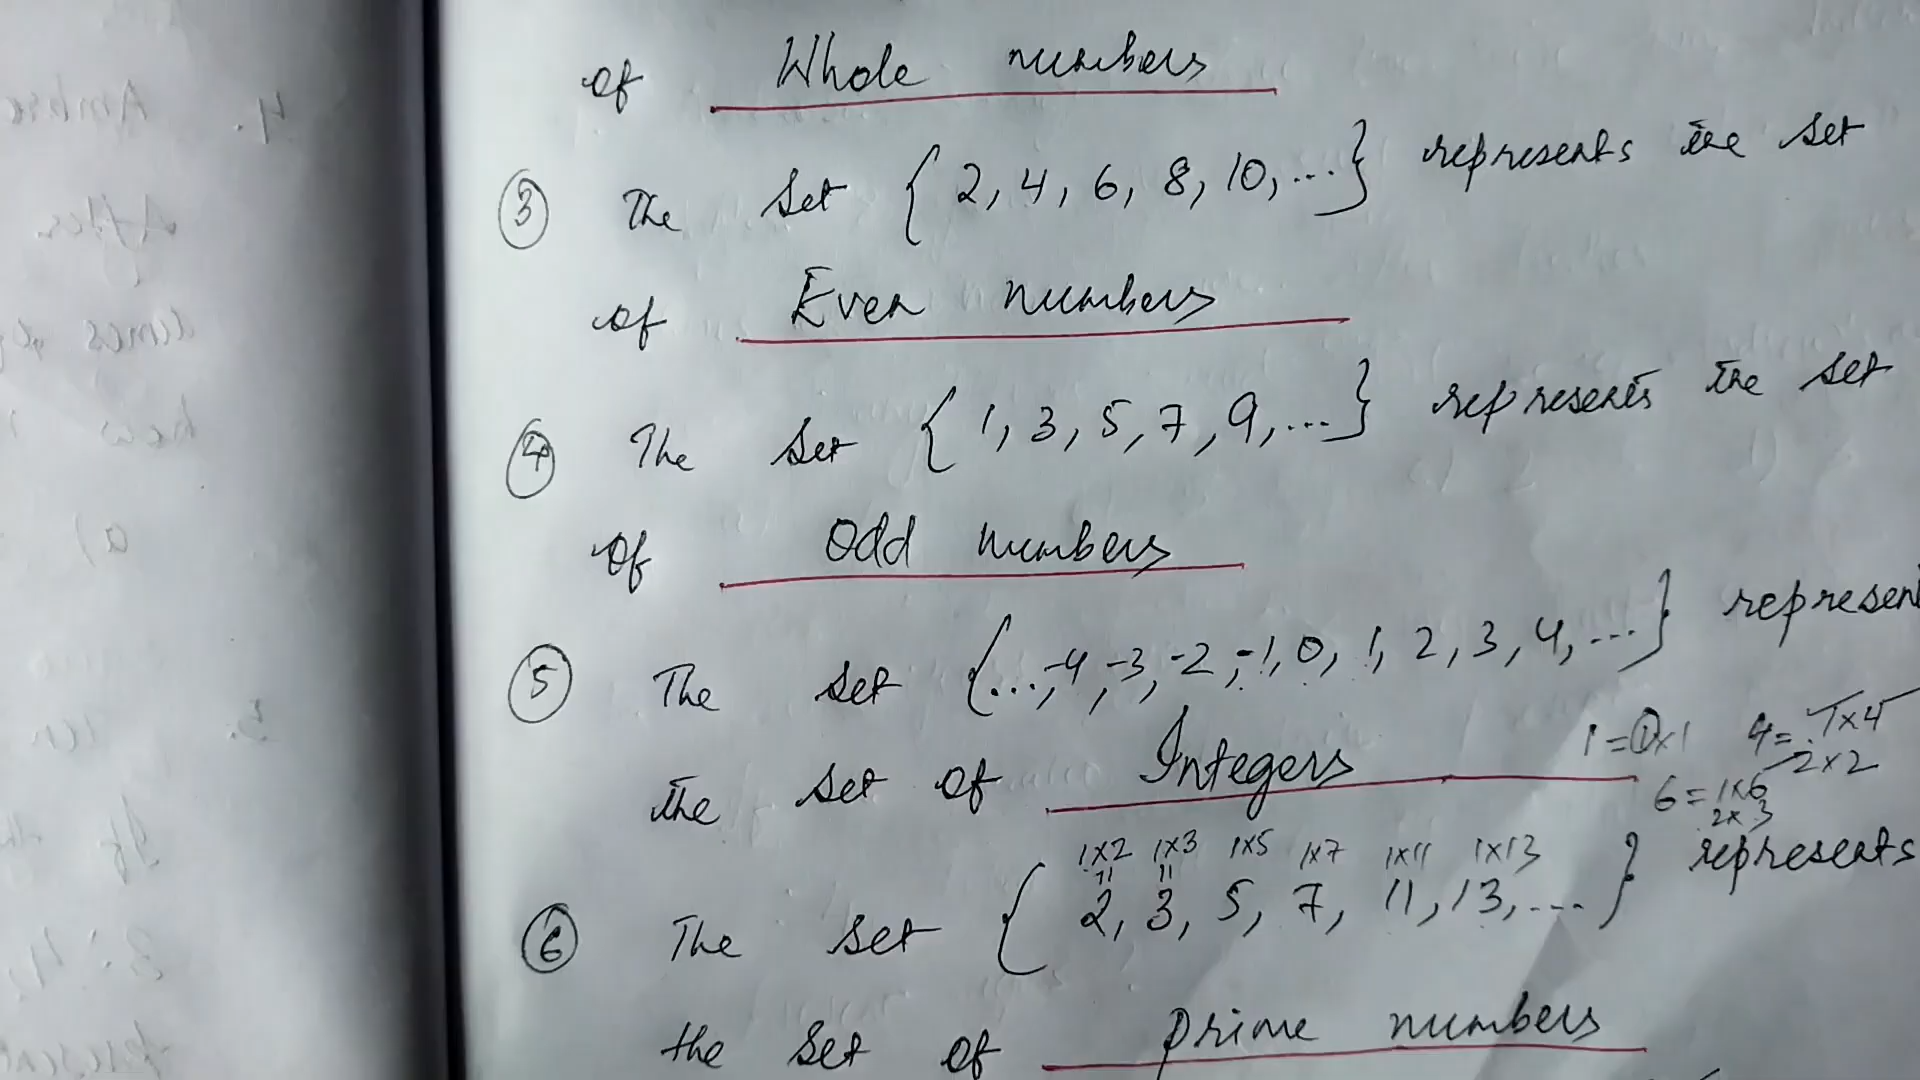 of Whole numbers
③ The set { 2, 4, 6, 8, 10, ... } represents the set
of Even numbers
④ The set { 1, 3, 5, 7, 9, ... } represents the set
of Odd numbers
⑤ The set { ..., -4, -3, -2, -1, 0, 1, 2, 3, 4, ... } represent
the set of Integers
1 = 1×1 4 = 1×4
2×2
6 = 1×6
2×3
1×2 1×3 1×5 1×7 1×11 1×13
⑥ The set { 2, 3, 5, 7, 11, 13, ... } represents
the set of prime numbers